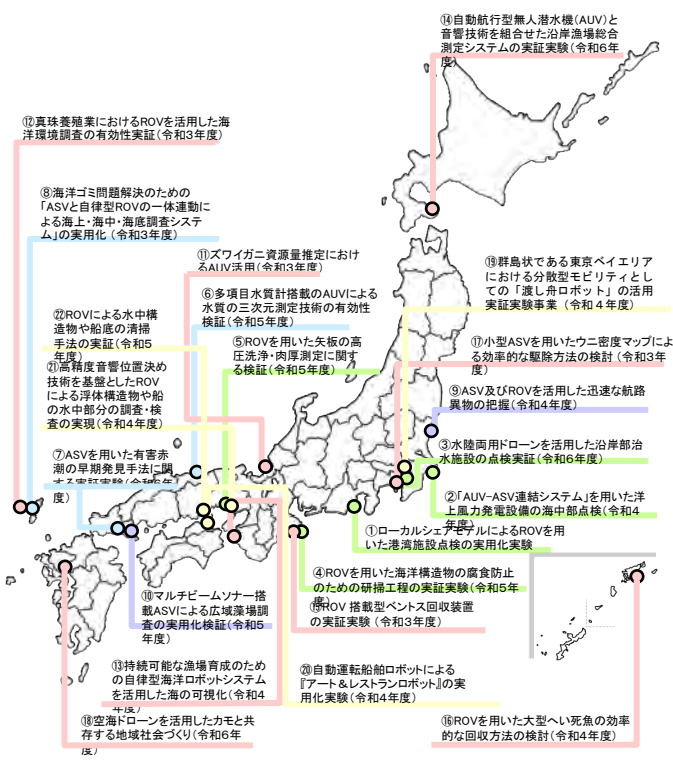 ⑭自動航行型無人潜水機(AUV)と
音響技術を組合せた沿岸漁場総合
測定システムの実証実験(令和6年
度)
⑫真珠養殖業におけるROVを活用した海
洋環境調査の有効性実証(令和3年度)
⑧海洋ゴミ問題解決のための
「ASVと自律型ROVの一体連動に
よる海上・海中・海底調査システ
ム」の実用化 (令和3年度)
⑪ズワイガニ資源量推定におけ
るAUV活用(令和3年度)
⑥多項目水質計搭載のAUVによる
水質の三次元測定技術の有効性
検証(令和5年度)
⑲群島状である東京ベイエリア
における分散型モビリティとし
ての「渡し舟ロボット」の活用
実証実験事業 (令和4年度)
㉒ROVによる水中構
造物や船底の清掃
手法の実証(令和5
年度)
⑤ROVを用いた矢板の高
圧洗浄・肉厚測定に関す
る検証(令和5年度)
⑰小型ASVを用いたウニ密度マップによ
る効率的な駆除方法の検討 (令和3年
度)
㉑高精度音響位置決め
技術を基盤としたROV
による浮体構造物や船
の水中部分の調査・検
査の実現(令和4年度)
⑨ASV及びROVを活用した迅速な航路
異物の把握(令和4年度)
③水陸両用ドローンを活用した沿岸部治
水施設の点検実証(令和6年度)
⑦ASVを用いた有害赤
潮の早期発見手法に関
する実証実験(令和6年
度)
②「AUV-ASV連結システム」を用いた洋
上風力発電設備の海中部点検(令和4
年度)
①ローカルシェアモデルによるROVを用
いた港湾施設点検の実用化実験
④ROVを用いた海洋構造物の腐食防止
のための研掃工程の実証実験(令和5年
度)
⑩マルチビームソナー搭
載ASVによる広域藻場調
査の実用化検証(令和5
年度)
⑮ROV 搭載型ベントス回収装置
の実証実験 (令和3年度)
⑬持続可能な漁場育成のため
の自律型海洋ロボットシステム
を活用した海の可視化(令和4
年度)
⑳自動運転船舶ロボットによる
『アート&レストランロボット』の実
用化実験(令和4年度)
⑱空海ドローンを活用したカモと共
存する地域社会づくり(令和6年
度)
⑯ROVを用いた大型へい死魚の効率
的な回収方法の検討(令和4年度)